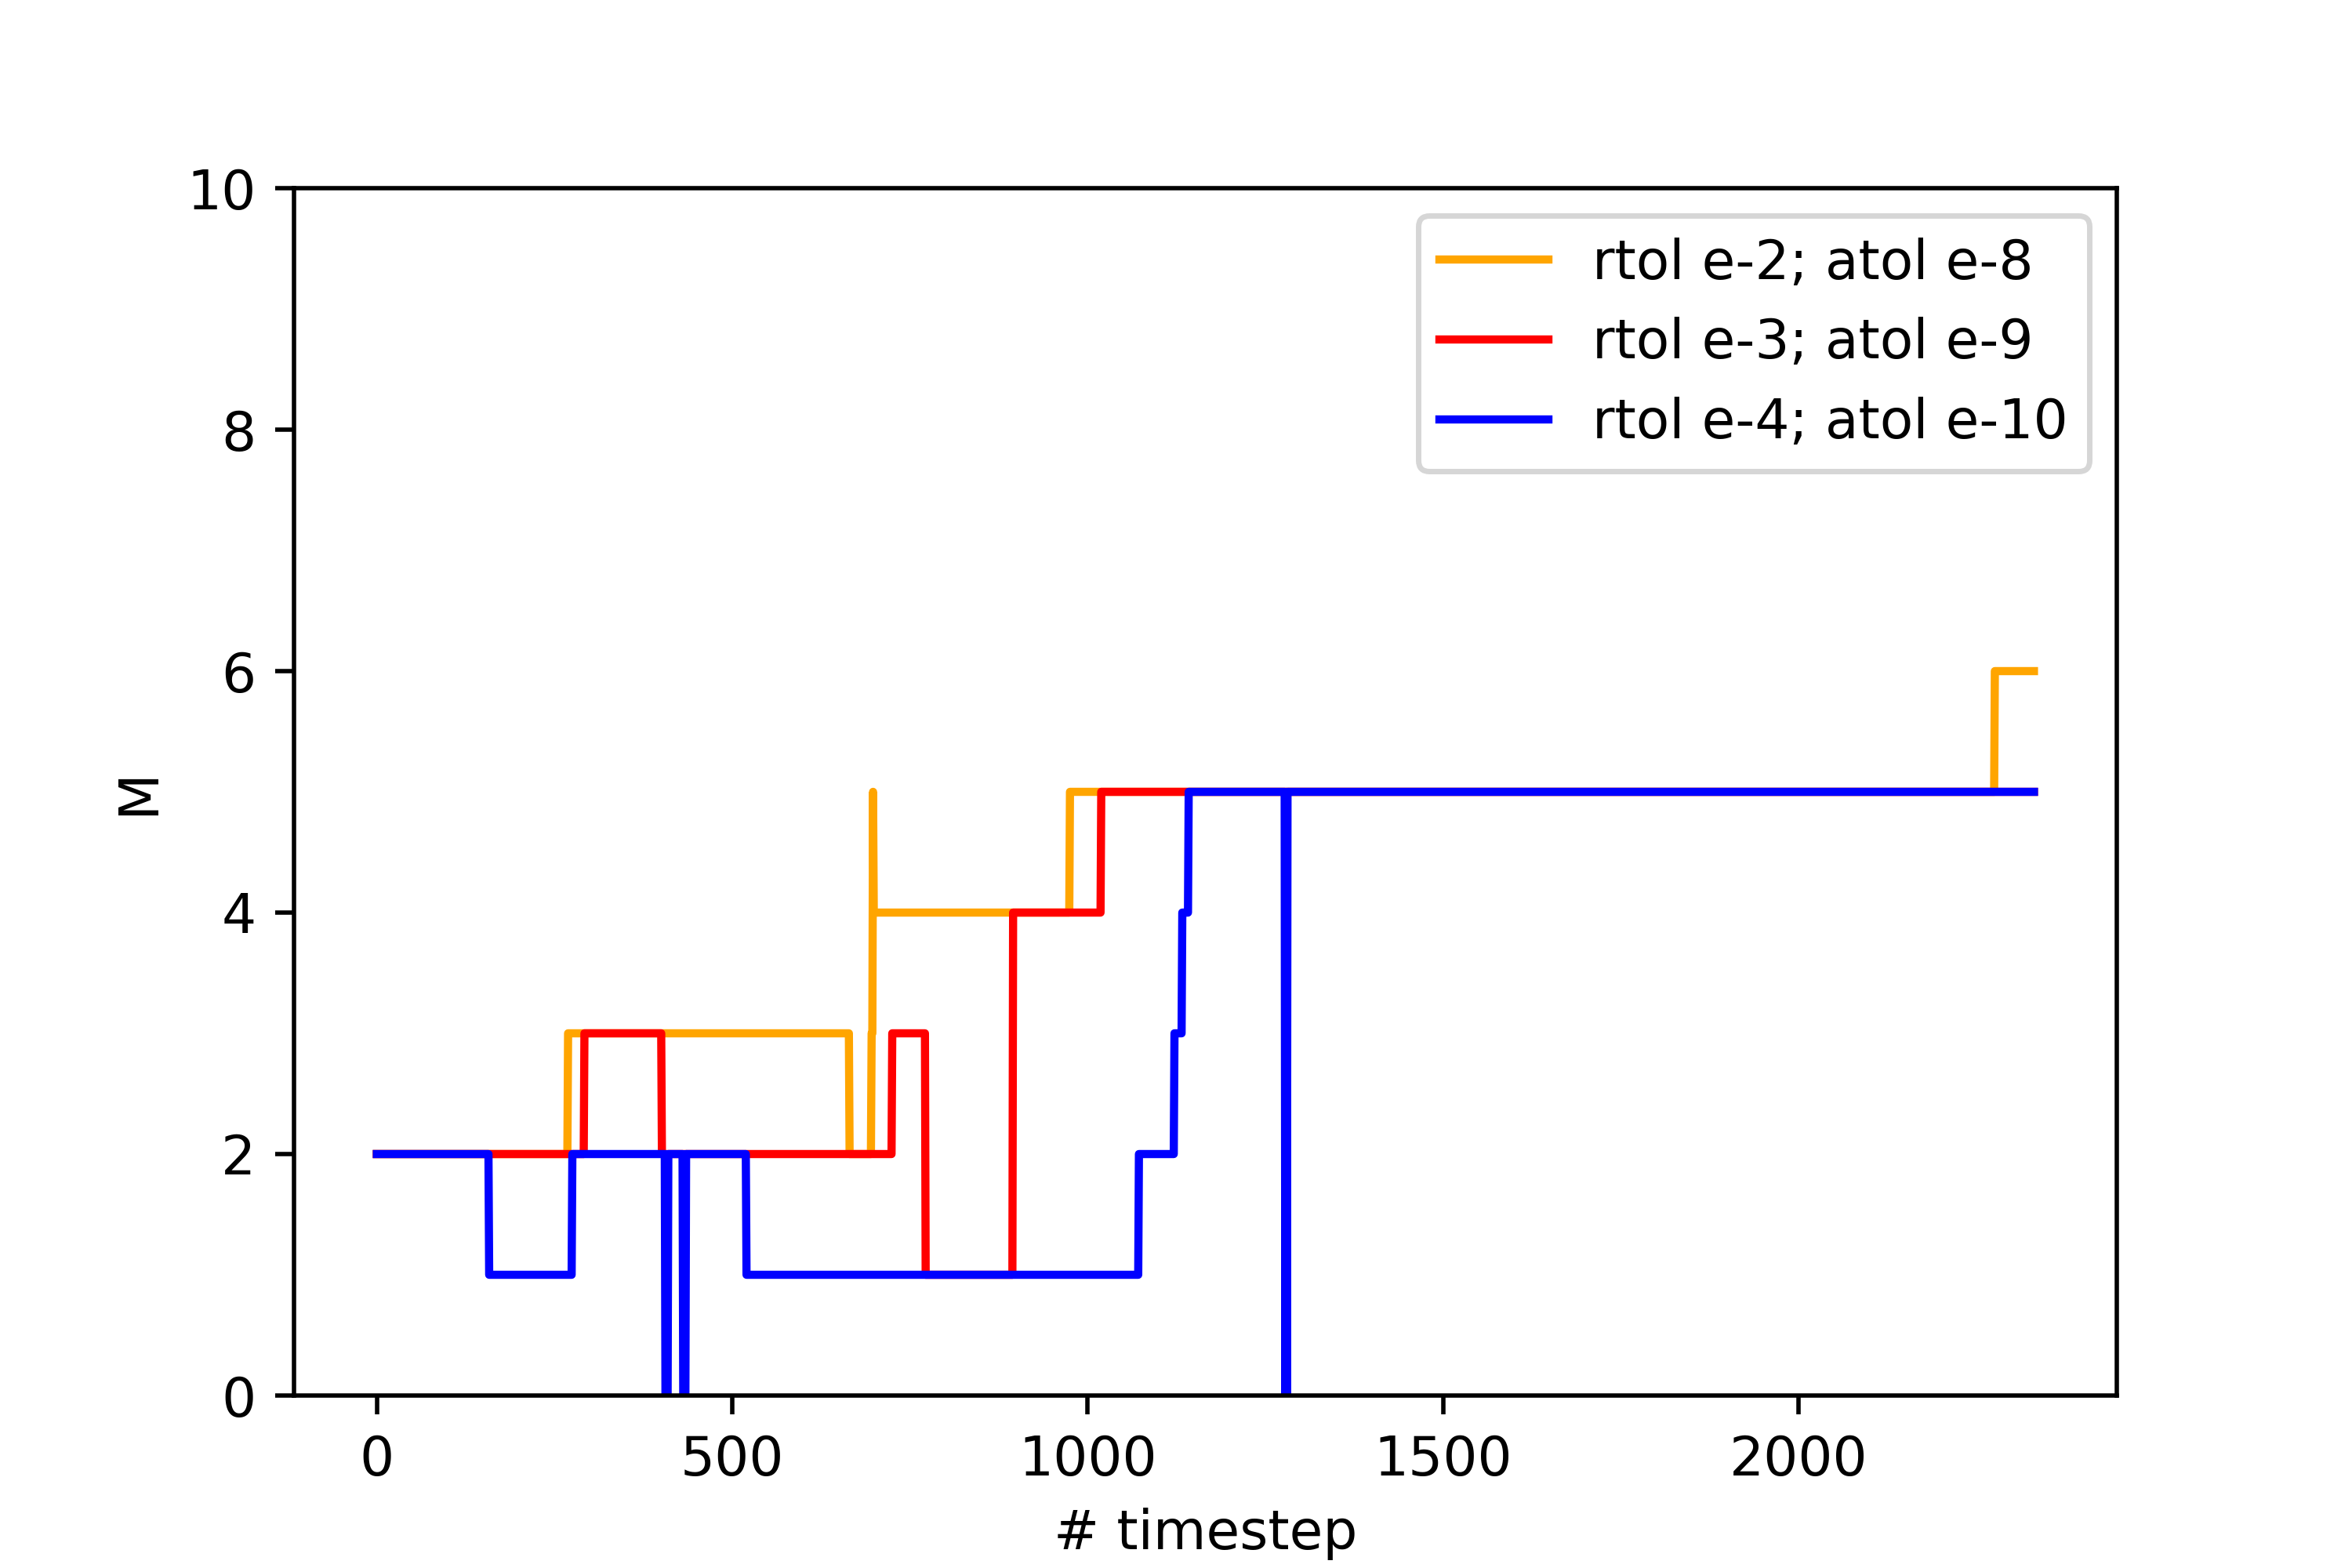 10
8
6
4
2
0
M
rtol e-2; atol e-8
rtol e-3; atol e-9
rtol e-4; atol e-10
0 500 1000 1500 2000
# timestep